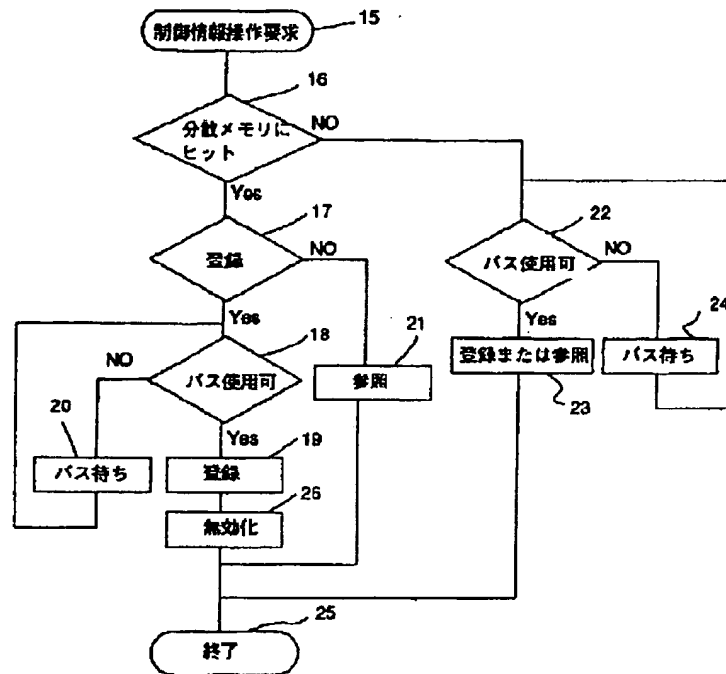 制御情報操作要求
15
16
分散メモリに
ヒット
NO
Yes
17
登録
NO
Yes
18
バス使用可
NO
Yes
20
バス待ち
19
登録
26
無効化
21
参照
22
バス使用可
NO
Yes
登録または参照
23
24
バス待ち
25
終了